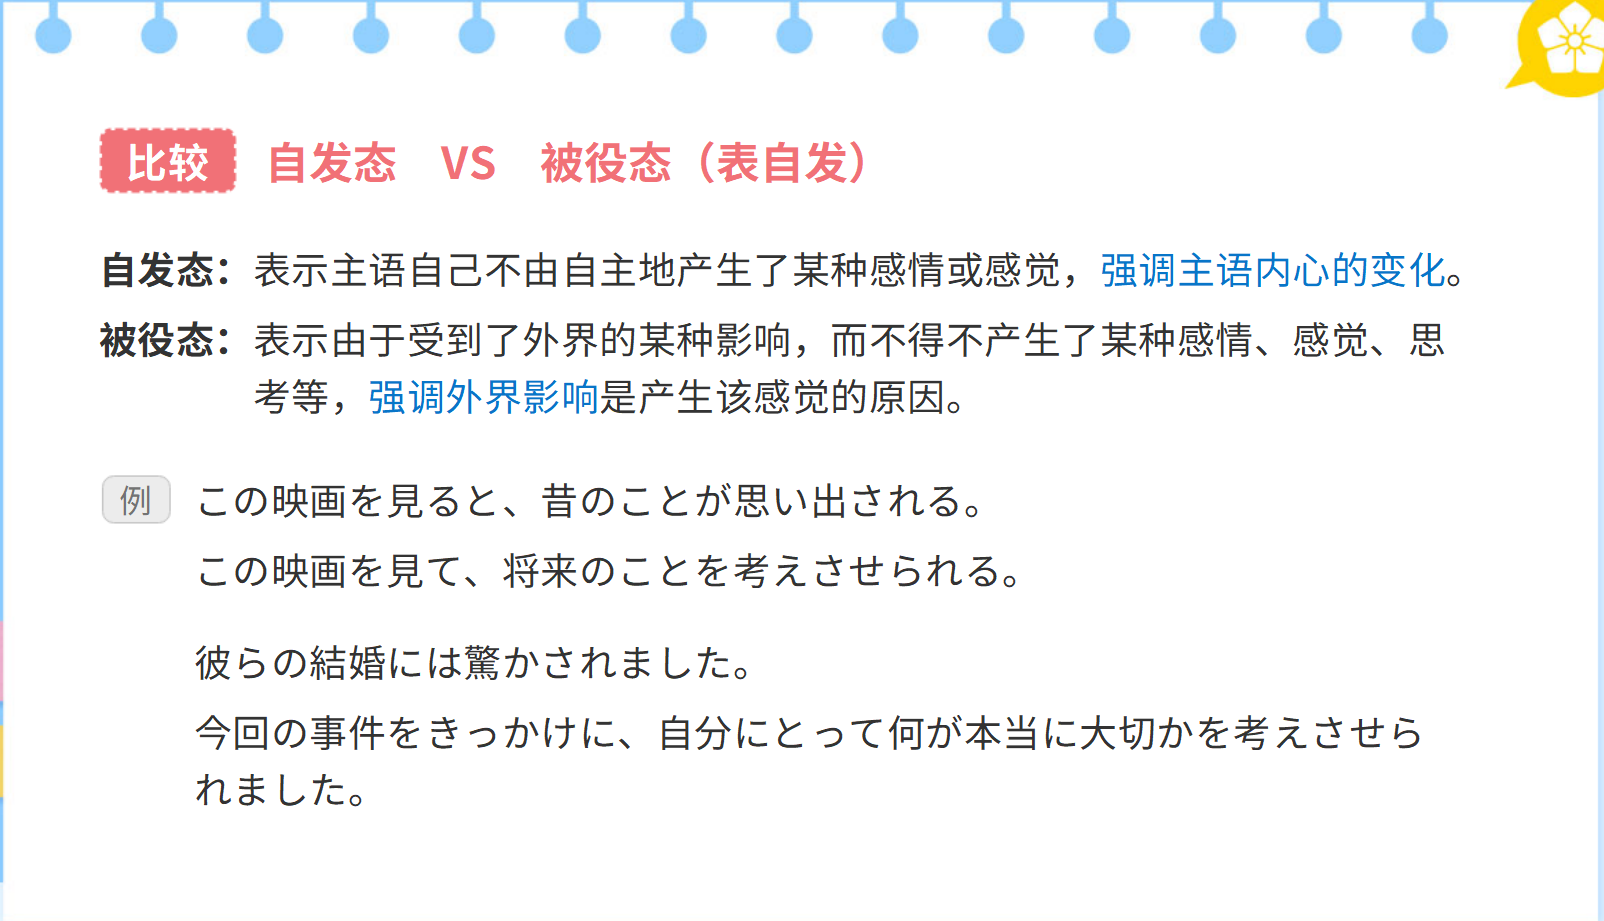 比较 自发态 VS 被役态（表自发）
自发态：表示主语自己不由自主地产生了某种感情或感觉，强调主语内心的变化。
被役态：表示由于受到了外界的某种影响，而不得不产生了某种感情、感觉、思
考等，强调外界影响是产生该感觉的原因。
例 この映画を見ると、昔のことが思い出される。
この映画を見て、将来のことを考えさせられる。
彼らの結婚には驚かされました。
今回の事件をきっかけに、自分にとって何が本当に大切かを考えさせら
れました。